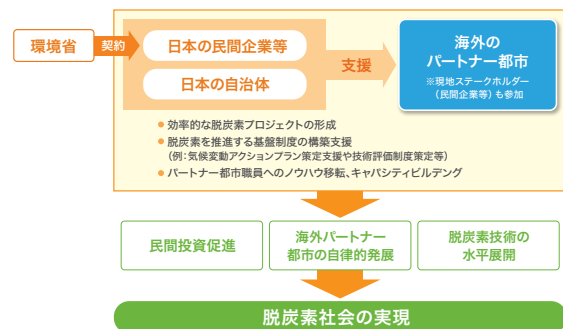 環境省
契約
日本の民間企業等
日本の自治体
支援
海外の
パートナー都市
※現地ステークホルダー
(民間企業等)も参加
● 効率的な脱炭素プロジェクトの形成
● 脱炭素を推進する基盤制度の構築支援
(例:気候変動アクションプラン策定支援や技術評価制度策定等)
● パートナー都市職員へのノウハウ移転、キャパシティビルデング
民間投資促進
海外パートナー
都市の自律的発展
脱炭素技術の
水平展開
脱炭素社会の実現